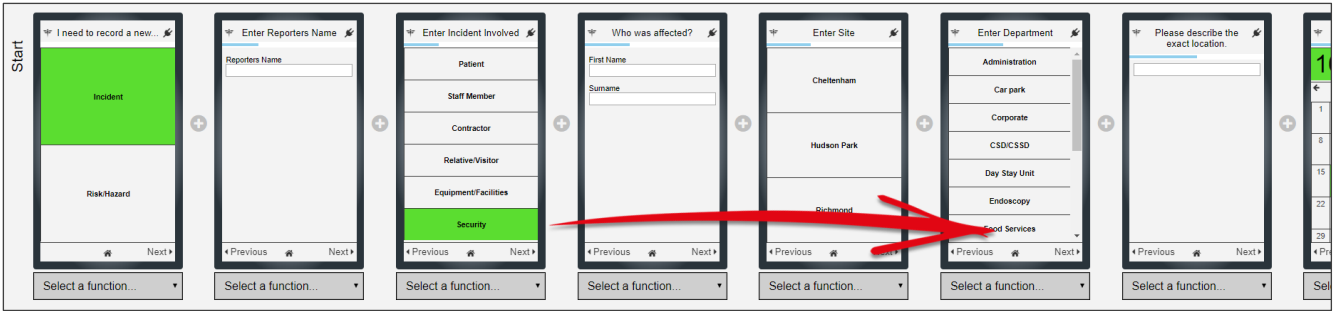 Start
I need to record a new...
Incident
Risk/Hazard
Next
Select a function...
Enter Reporters Name
Reporters Name
Previous
Next
Select a function...
Enter Incident Involved
Patient
Staff Member
Contractor
Relative/Visitor
Equipment/Facilities
Security
Previous
Next
Select a function...
Who was affected?
First Name
Surname
Previous
Next
Select a function...
Enter Site
Cheltenham
Hudson Park
Richmond
Previous
Next
Select a function...
Enter Department
Administration
Car park
Corporate
CSD/CSSD
Day Stay Unit
Endoscopy
Food Services
Previous
Next
Select a function...
Please describe the
exact location.
Previous
Next
Select a function...
1
8
15
22
29